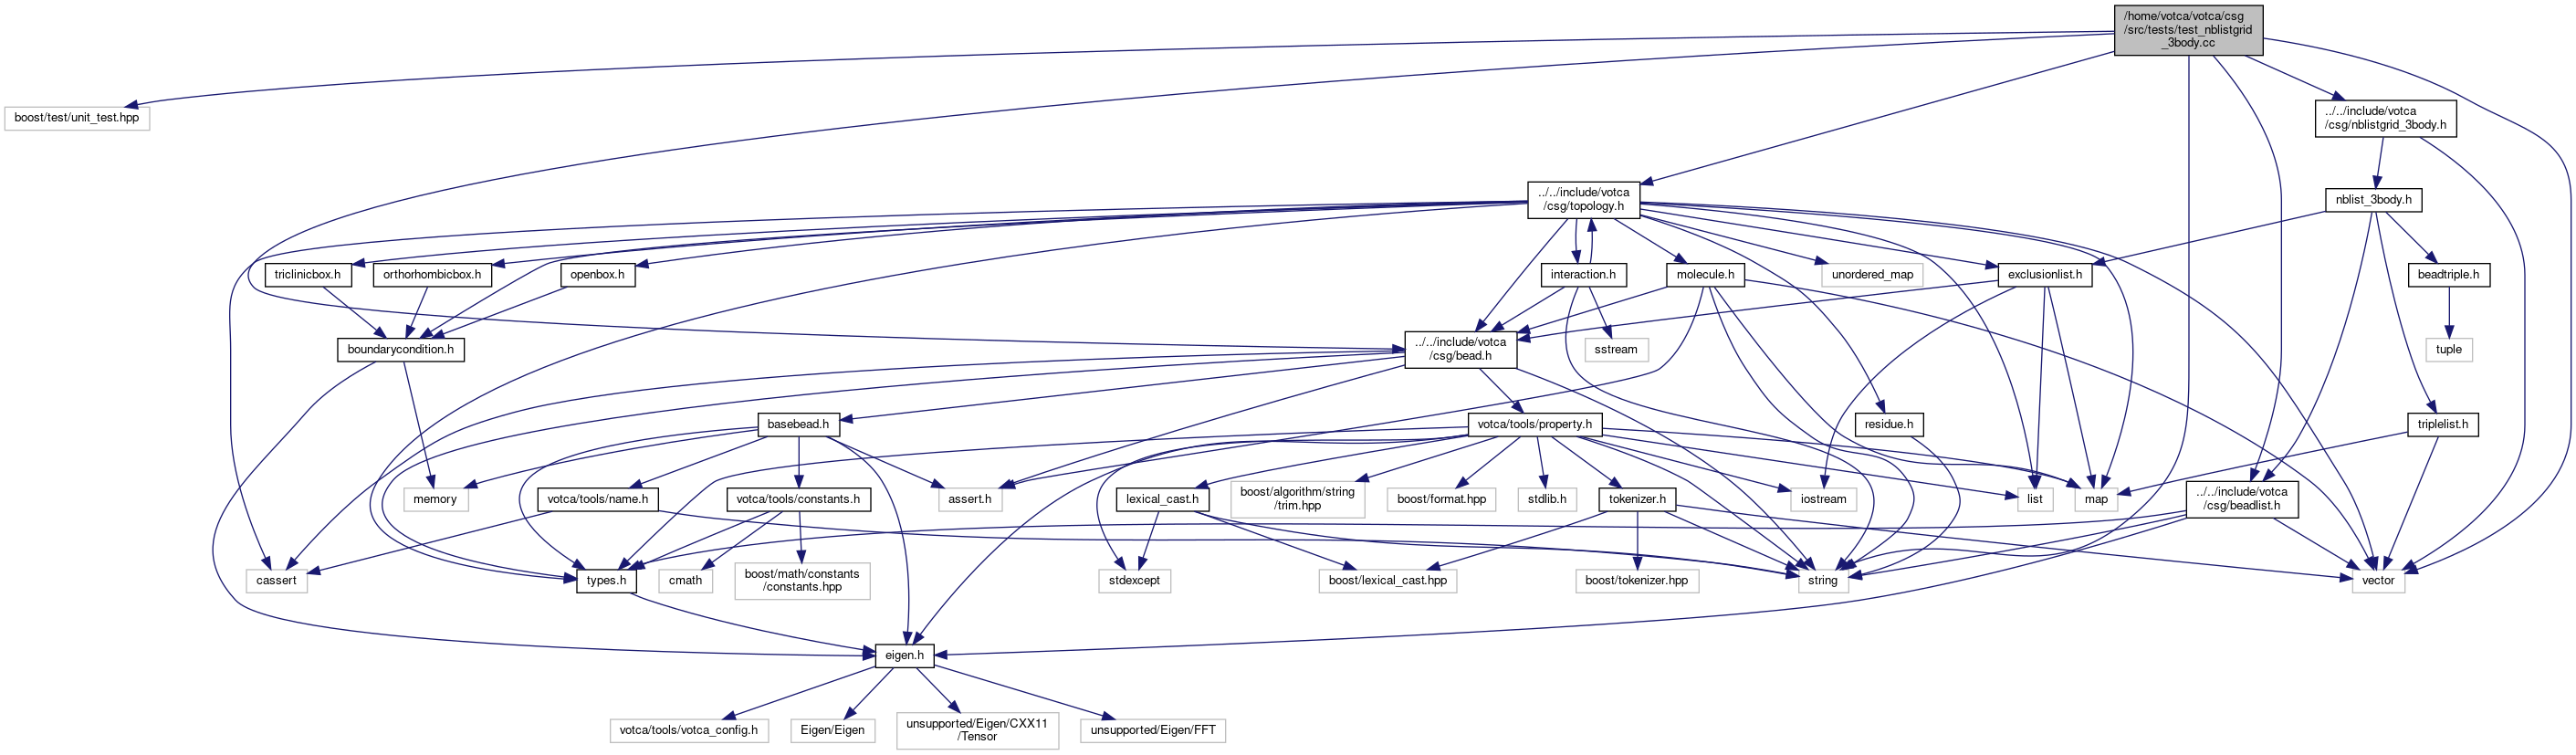 /home/votca/votca/csg
/src/tests/test_nblistgrid
_3body.cc
boost/test/unit_test.hpp
../../include/votca
/csg/nblistgrid_3body.h
../../include/votca
/csg/topology.h
nblist_3body.h
triclinicbox.h
orthorhombicbox.h
openbox.h
interaction.h
molecule.h
unordered_map
exclusionlist.h
beadtriple.h
boundarycondition.h
../../include/votca
/csg/bead.h
sstream
tuple
basebead.h
votca/tools/property.h
residue.h
triplelist.h
memory
votca/tools/name.h
votca/tools/constants.h
assert.h
lexical_cast.h
boost/algorithm/string
/trim.hpp
boost/format.hpp
stdlib.h
tokenizer.h
iostream
list
map
../../include/votca
/csg/beadlist.h
cassert
types.h
cmath
boost/math/constants
/constants.hpp
stdexcept
boost/lexical_cast.hpp
boost/tokenizer.hpp
string
vector
eigen.h
votca/tools/votca_config.h
Eigen/Eigen
unsupported/Eigen/CXX11
/Tensor
unsupported/Eigen/FFT